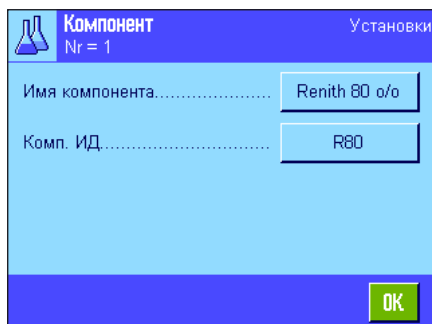 Компонент
Установки
Nr = 1
Имя компонента..................... Renith 80 o/o
Комп. ИД.............................. R80
OK